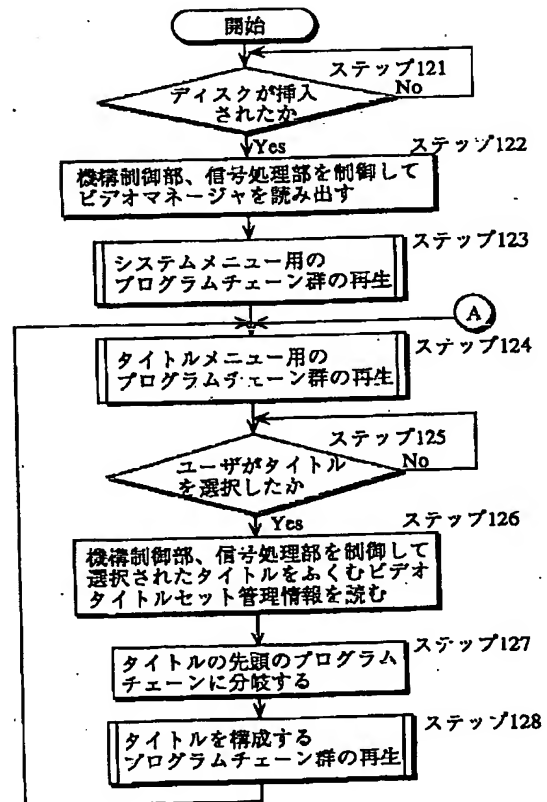 開始
ステップ121
No
ディスクが挿入
されたか
Yes
ステップ122
機構制御部、信号処理部を制御して
ビデオマネージャを読み出す
ステップ123
システムメニュー用の
プログラムチェーン群の再生
A
ステップ124
タイトルメニュー用の
プログラムチェーン群の再生
ステップ125
No
ユーザがタイトル
を選択したか
Yes
ステップ126
機構制御部、信号処理部を制御して
選択されたタイトルをふくむビデオ
タイトルセット管理情報を読む
ステップ127
タイトルの先頭のプログラム
チェーンに分岐する
ステップ128
タイトルを構成する
プログラムチェーン群の再生